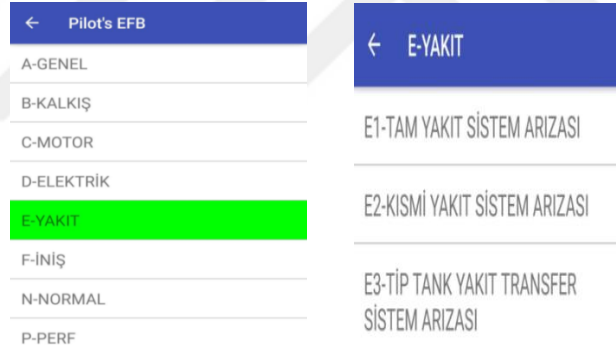 Pilot's EFB
A-GENEL
B-KALKIŞ
C-MOTOR
D-ELEKTRİK
E-YAKIT
F-İNİŞ
N-NORMAL
P-PERF
E-YAKIT
E1-TAM YAKIT SİSTEM ARIZASI
E2-KISMİ YAKIT SİSTEM ARIZASI
E3-TİP TANK YAKIT TRANSFER
SİSTEM ARIZASI